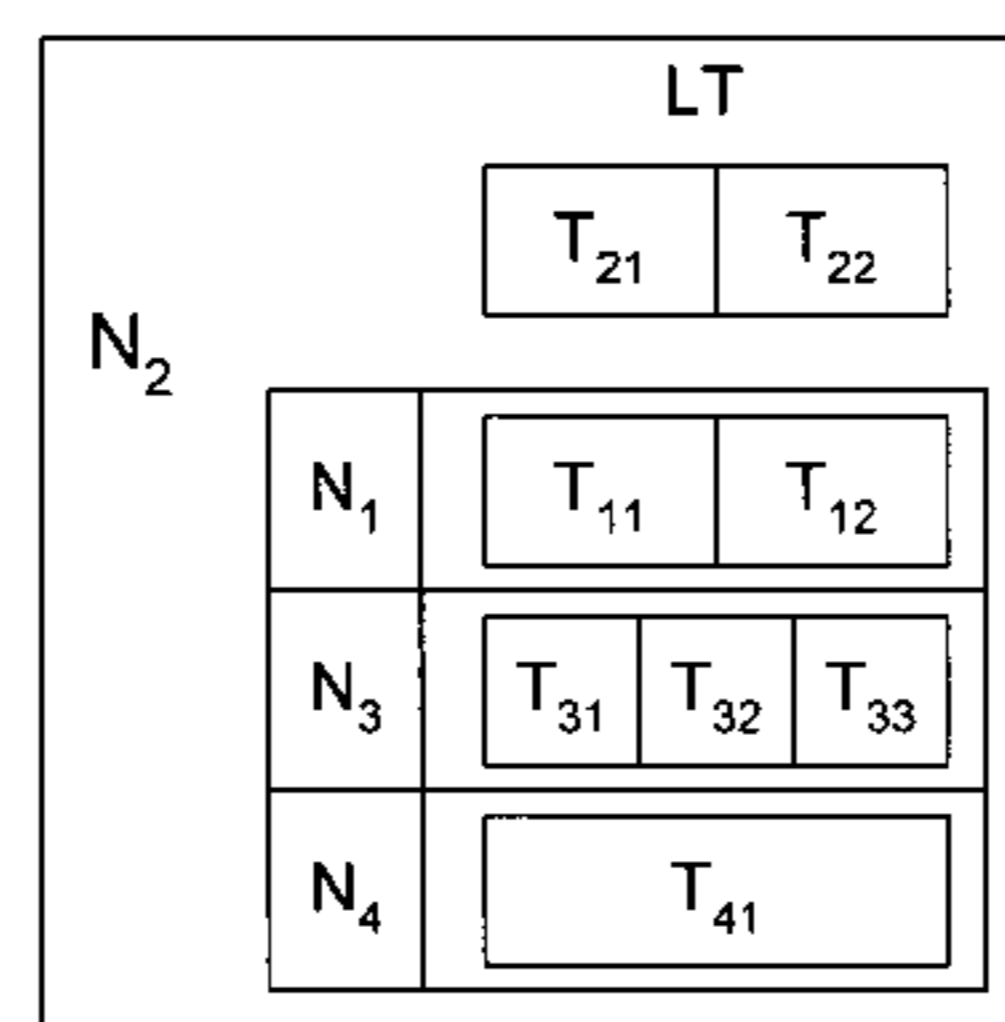 LT
T₂₁ T₂₂
N₂
N₁ T₁₁ T₁₂
N₃ T₃₁ T₃₂ T₃₃
N₄ T₄₁